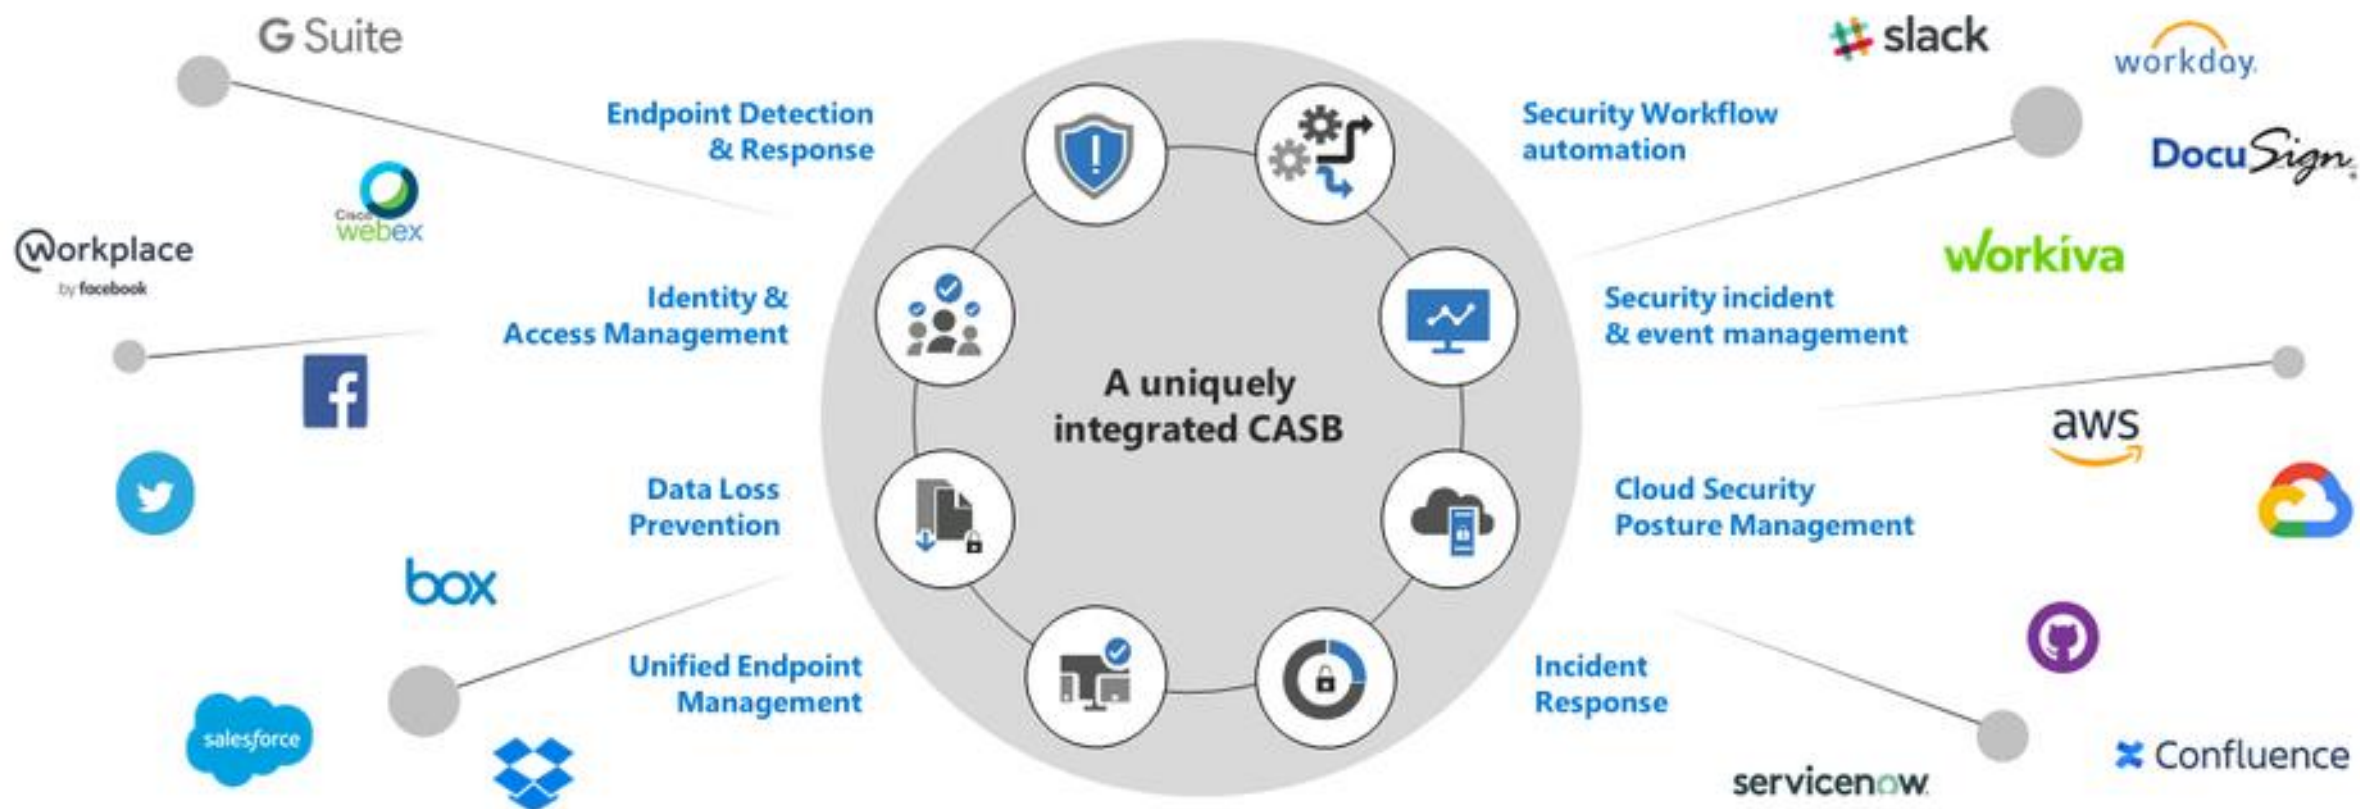 G Suite
Cisco
webex
Workplace
by facebook
box
salesforce
Endpoint Detection
& Response
Identity &
Access Management
Data Loss
Prevention
Unified Endpoint
Management
A uniquely
integrated CASB
Security Workflow
automation
Security incident
& event management
Cloud Security
Posture Management
Incident
Response
slack
workday.
DocuSign
workiva
aws
servicenow
Confluence